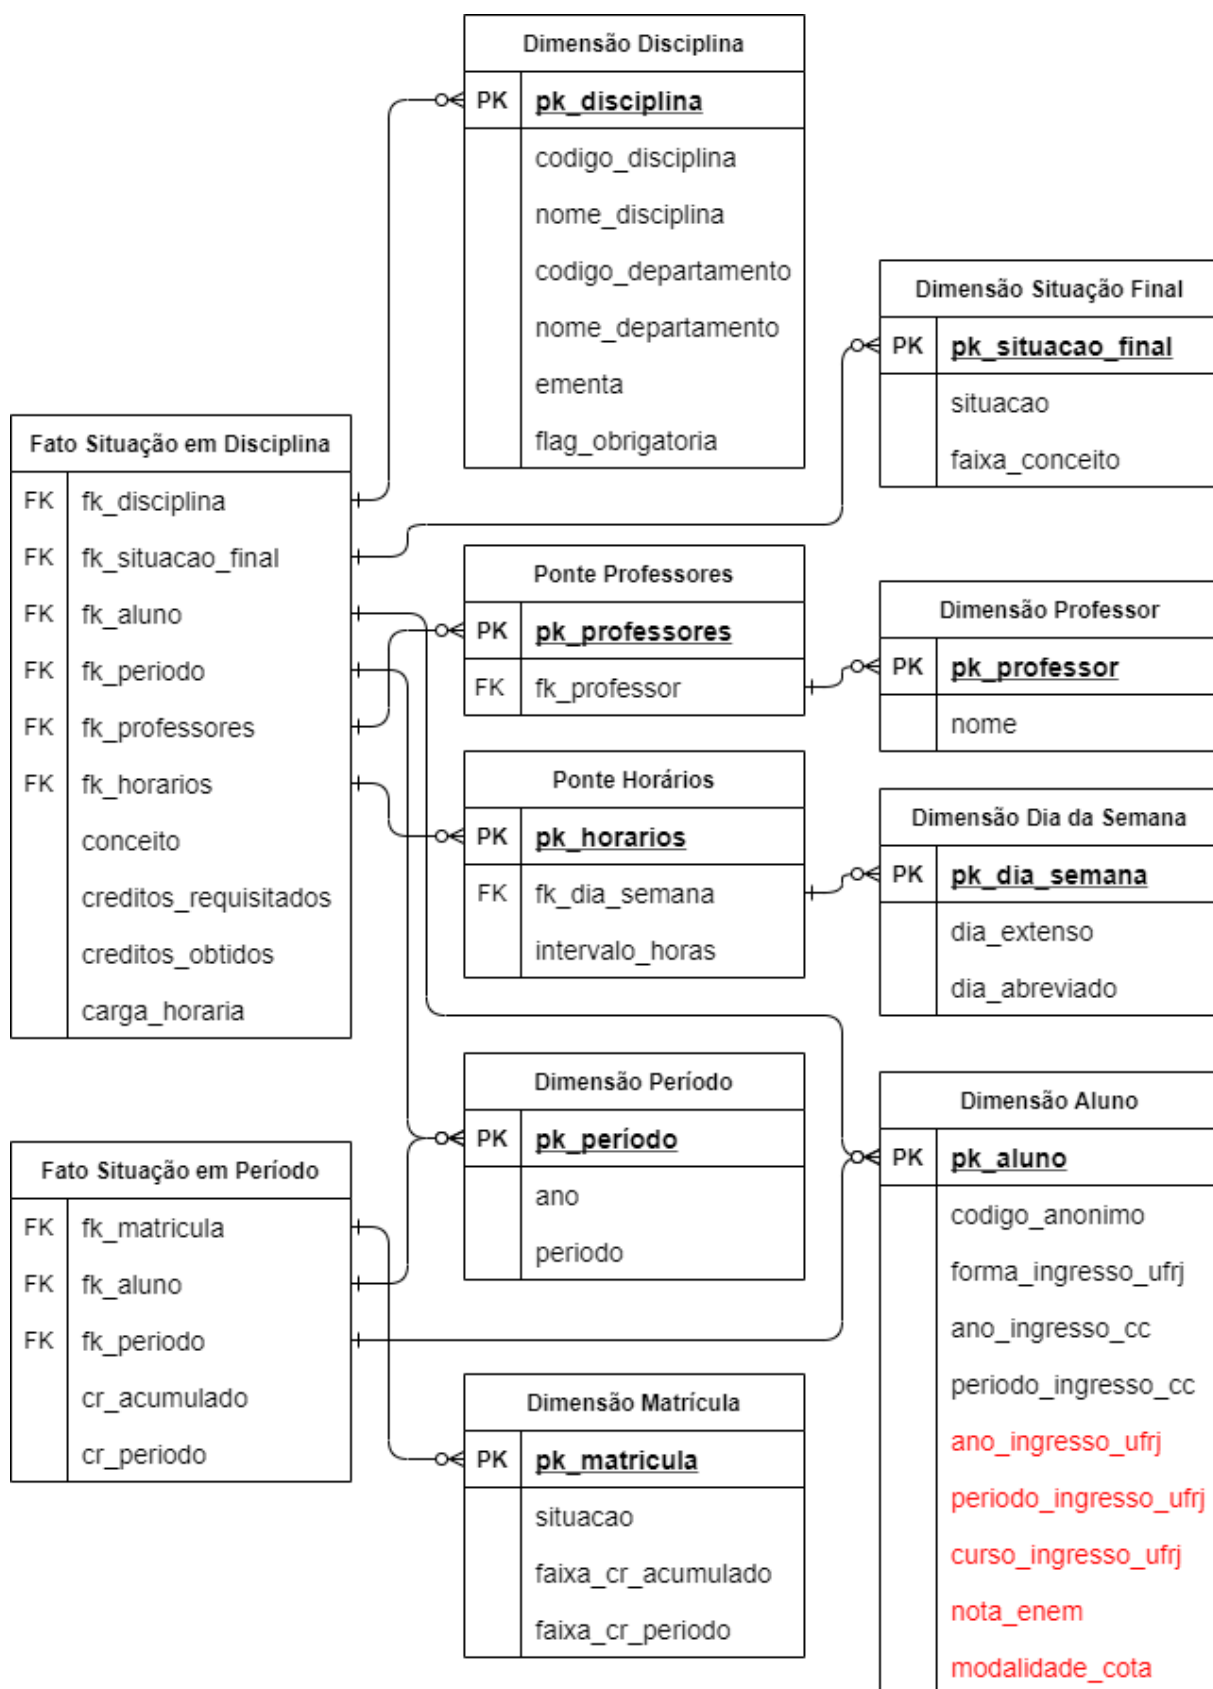 Dimensão Disciplina
PK pk_disciplina
codigo_disciplina
nome_disciplina
codigo_departamento
nome_departamento
ementa
flag_obrigatoria
Dimensão Situação Final
PK pk_situacao_final
situacao
faixa_conceito
Fato Situação em Disciplina
FK fk_disciplina
FK fk_situacao_final
FK fk_aluno
FK fk_periodo
FK fk_professores
FK fk_horarios
conceito
creditos_requisitados
creditos_obtidos
carga_horaria
Ponte Professores
PK pk_professores
FK fk_professor
Dimensão Professor
PK pk_professor
nome
Ponte Horários
PK pk_horarios
FK fk_dia_semana
intervalo_horas
Dimensão Dia da Semana
PK pk_dia_semana
dia_extenso
dia_abreviado
Dimensão Período
PK pk_período
ano
periodo
Dimensão Aluno
PK pk_aluno
codigo_anonimo
forma_ingresso_ufrj
ano_ingresso_cc
periodo_ingresso_cc
ano_ingresso_ufrj
periodo_ingresso_ufrj
curso_ingresso_ufrj
nota_enem
modalidade_cota
Fato Situação em Período
FK fk_matricula
FK fk_aluno
FK fk_periodo
cr_acumulado
cr_periodo
Dimensão Matrícula
PK pk_matricula
situacao
faixa_cr_acumulado
faixa_cr_periodo